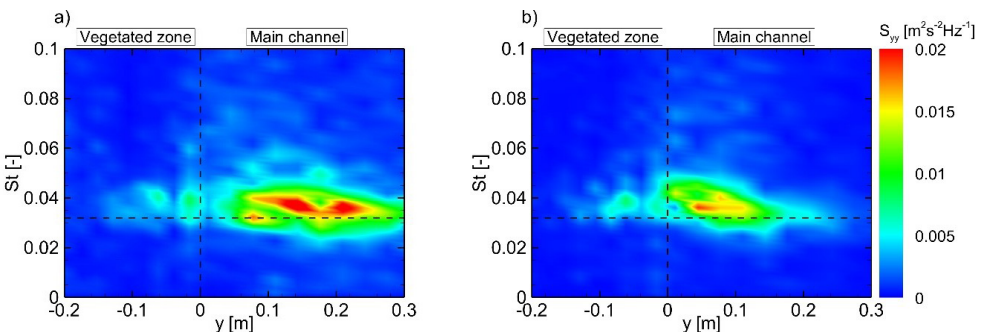 a)
Vegetated zone Main channel
0.1
0.08
0.06
St [-]
0.04
0.02
0
-0.2 -0.1 0 0.1 0.2 0.3
y [m]
b)
Vegetated zone Main channel
0.1
0.08
0.06
St [-]
0.04
0.02
0
-0.2 -0.1 0 0.1 0.2 0.3
y [m]
Syy [m²s⁻²Hz⁻¹]
0.02
0.015
0.01
0.005
0